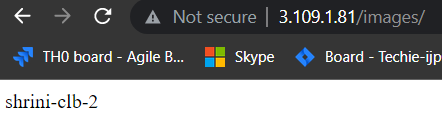 Not secure | 3.109.1.81/images/
TH0 board - Agile B... Skype Board - Techie-ijp
shrini-clb-2